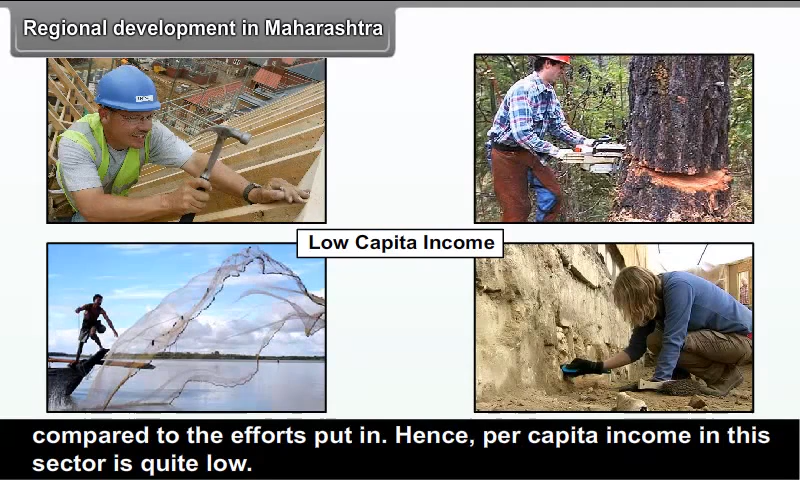 Regional development in Maharashtra
Low Capita Income
compared to the efforts put in. Hence, per capita income in this
sector is quite low.